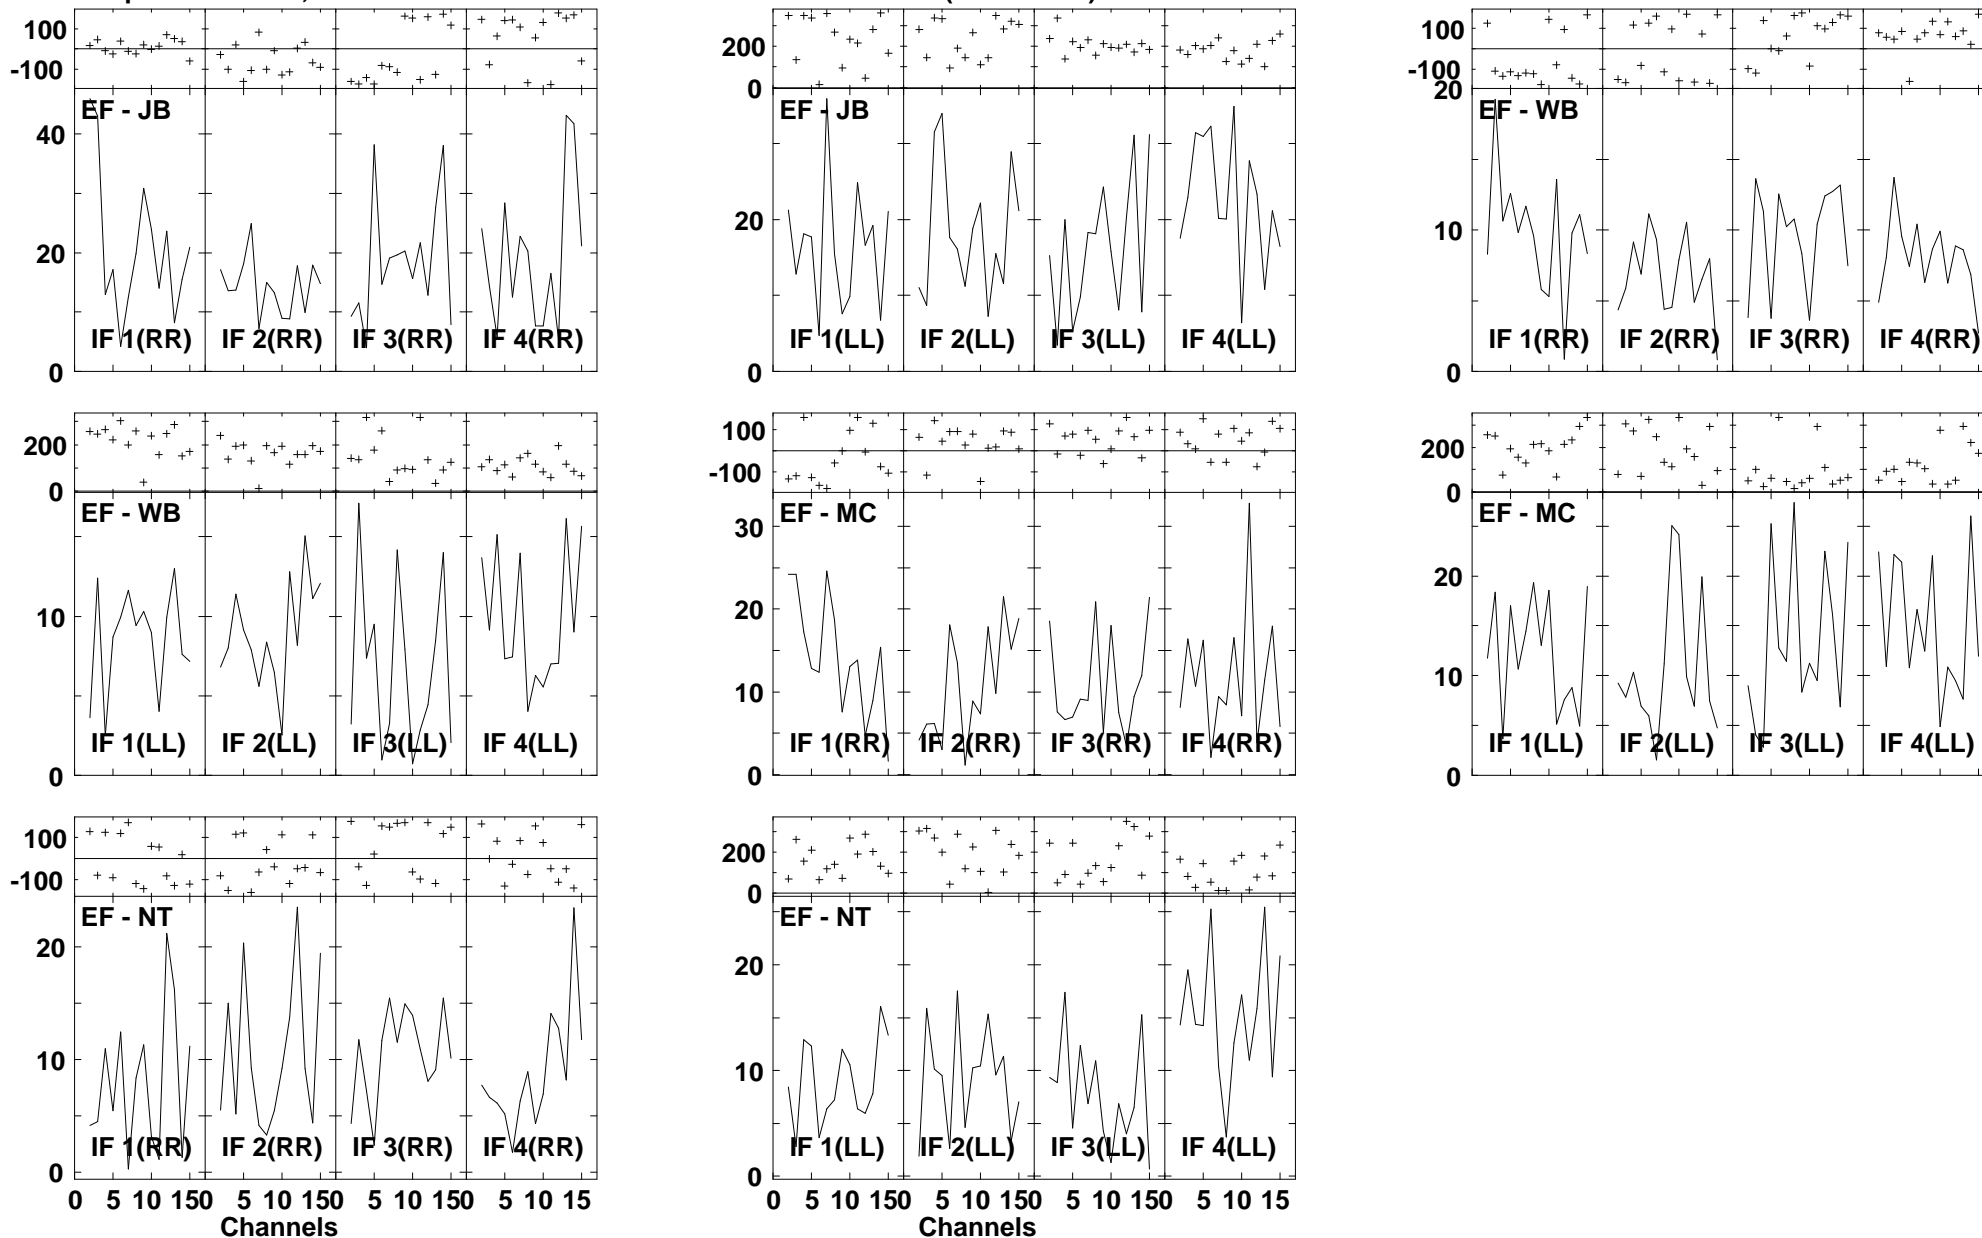 100
-100
EF - JB
40
20
0
IF 1(RR) IF 2(RR) IF 3(RR) IF 4(RR)
200
0
EF - JB
20
0
IF 1(LL) IF 2(LL) IF 3(LL) IF 4(LL)
100
-100
20
EF - WB
10
0
IF 1(RR) IF 2(RR) IF 3(RR) IF 4(RR)
200
0
EF - WB
10
0
IF 1(LL) IF 2(LL) IF 3(LL) IF 4(LL)
100
-100
EF - MC
30
20
10
0
IF 1(RR) IF 2(RR) IF 3(RR) IF 4(RR)
200
0
EF - MC
20
10
0
IF 1(LL) IF 2(LL) IF 3(LL) IF 4(LL)
100
-100
EF - NT
20
10
0
IF 1(RR) IF 2(RR) IF 3(RR) IF 4(RR)
0 5 10 150 5 10 150 5 10 150 5 10 15
Channels
200
0
EF - NT
20
10
0
IF 1(LL) IF 2(LL) IF 3(LL) IF 4(LL)
0 5 10 150 5 10 150 5 10 150 5 10 15
Channels